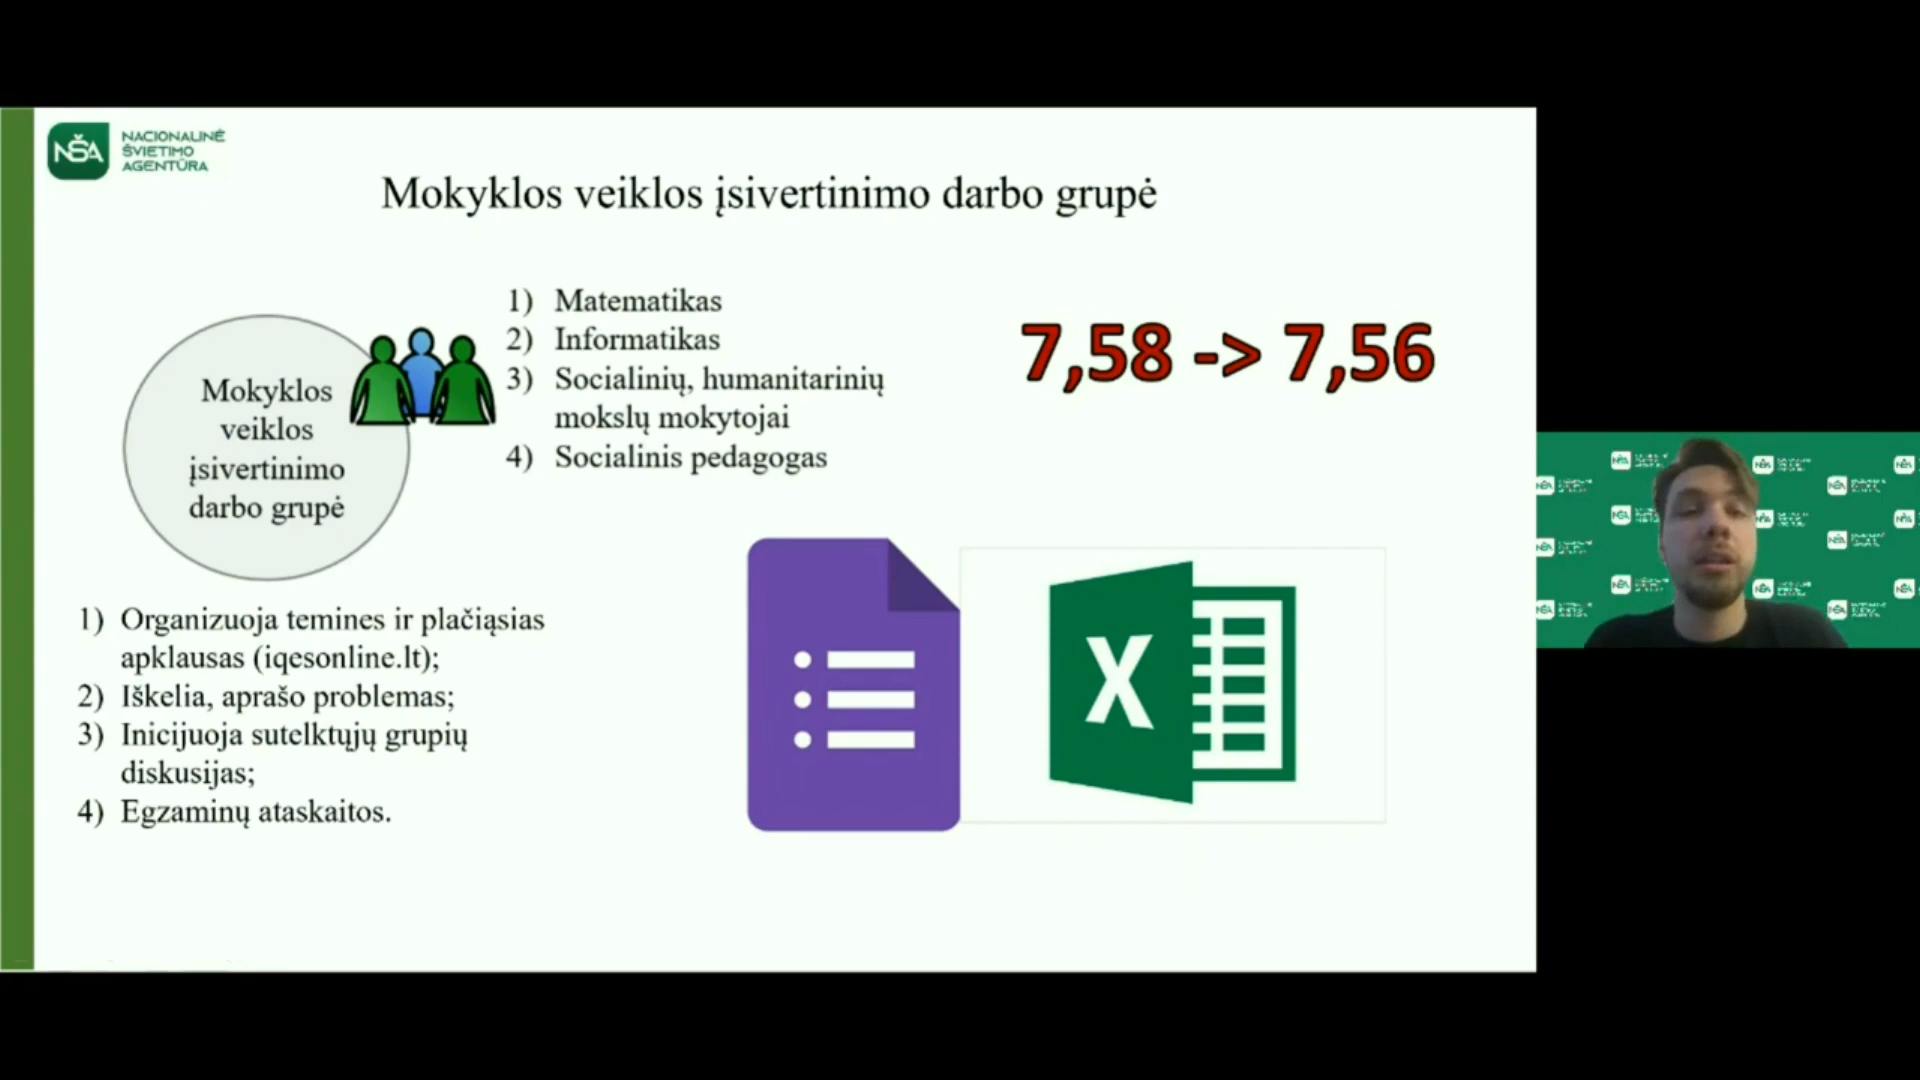 NŠA
NACIONALINĖ
ŠVIETIMO
AGENTŪRA
Mokyklos veiklos įsivertinimo darbo grupė
Mokyklos
veiklos
įsivertinimo
darbo grupė
1) Matematikas
2) Informatikas
3) Socialinių, humanitarinių
mokslų mokytojai
4) Socialinis pedagogas
7,58 -> 7,56
1) Organizuoja temines ir plačiąsias
apklausas (iqesonline.lt);
2) Iškelia, aprašo problemas;
3) Inicijuoja sutelktųjų grupių
diskusijas;
4) Egzaminų ataskaitos.
X